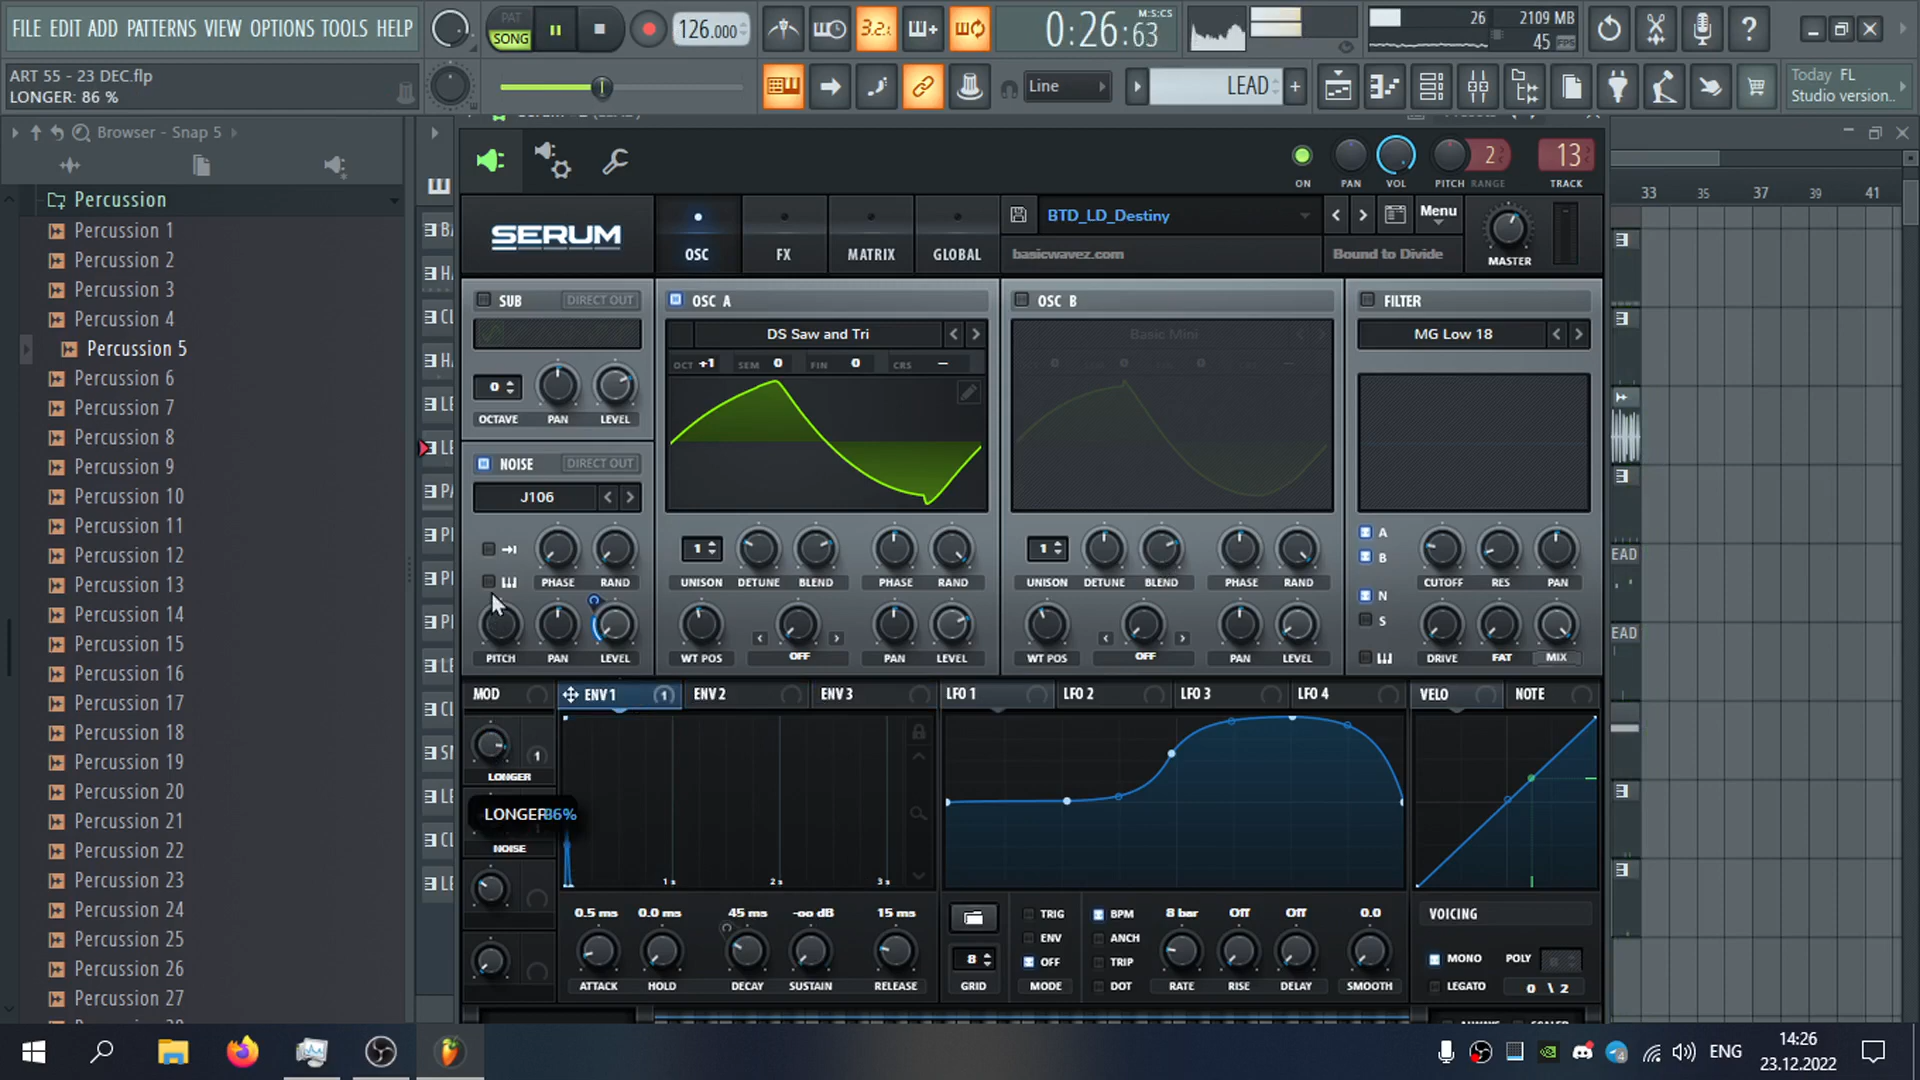 FILE EDIT ADD PATTERNS VIEW OPTIONS TOOLS HELP
PAT
SONG
126.000
3.2.
0:26:63
M:S:CS
26
2109 MB
45
ART 55 - 23 DEC.flp
LONGER: 86 %
Line
LEAD
Today FL
Studio version..
Browser - Snap 5
Percussion
Percussion 1
Percussion 2
Percussion 3
Percussion 4
Percussion 5
Percussion 6
Percussion 7
Percussion 8
Percussion 9
Percussion 10
Percussion 11
Percussion 12
Percussion 13
Percussion 14
Percussion 15
Percussion 16
Percussion 17
Percussion 18
Percussion 19
Percussion 20
Percussion 21
Percussion 22
Percussion 23
Percussion 24
Percussion 25
Percussion 26
Percussion 27
ON
PAN
VOL
PITCH RANGE
2
13
TRACK
SERUM
OSC
FX
MATRIX
GLOBAL
BTD_LD_Destiny
basicwavez.com
Bound to Divide
Menu
MASTER
SUB
DIRECT OUT
0
OCTAVE
PAN
LEVEL
NOISE
DIRECT OUT
J106
PHASE
RAND
PITCH
PAN
LEVEL
OSC A
DS Saw and Tri
OCT +1
SEM 0
FIN 0
CRS –
1
UNISON
DETUNE
BLEND
PHASE
RAND
WT POS
OFF
PAN
LEVEL
OSC B
Basic Mini
1
UNISON
DETUNE
BLEND
PHASE
RAND
WT POS
OFF
PAN
LEVEL
FILTER
MG Low 18
A
B
N
S
CUTOFF
RES
PAN
DRIVE
FAT
MIX
MOD
ENV 1
1
ENV 2
ENV 3
LFO 1
LFO 2
LFO 3
LFO 4
VELO
NOTE
LONGER
1
LONGER 86%
NOISE
1 s
2 s
3 s
0.5 ms
0.0 ms
45 ms
-oo dB
15 ms
ATTACK
HOLD
DECAY
SUSTAIN
RELEASE
8
GRID
TRIG
ENV
OFF
MODE
BPM
ANCH
TRIP
DOT
8 bar
Off
Off
0.0
RATE
RISE
DELAY
SMOOTH
VOICING
MONO
POLY
LEGATO
0 \ 2
33
35
37
39
41
EAD
EAD
ENG
14:26
23.12.2022